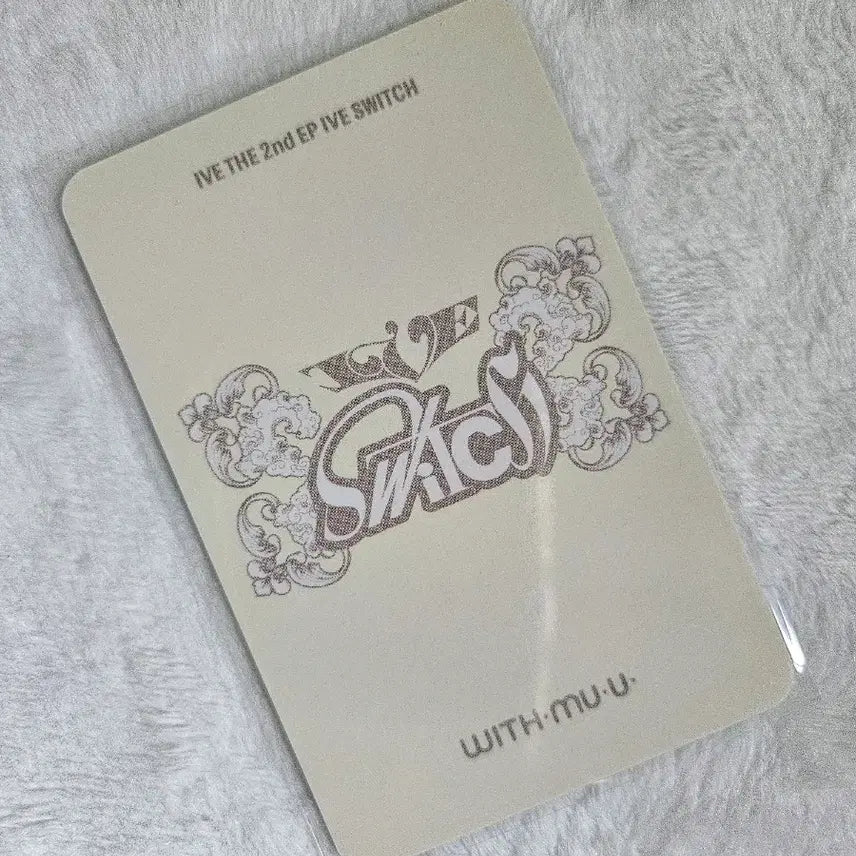 IVE THE 2nd EP IVE SWITCH
IVE
SWiTCH
WITH·MU·U·